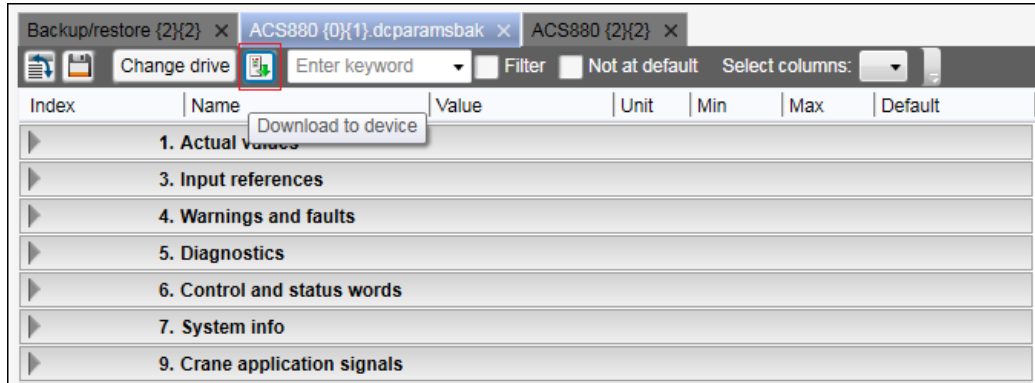 Backup/restore {2}{2} × ACS880 {0}{1}.dcparamsbak × ACS880 {2}{2} ×
Change drive Enter keyword Filter Not at default Select columns:
Index Name Value Unit Min Max Default
Download to device
1. Actual values
3. Input references
4. Warnings and faults
5. Diagnostics
6. Control and status words
7. System info
9. Crane application signals